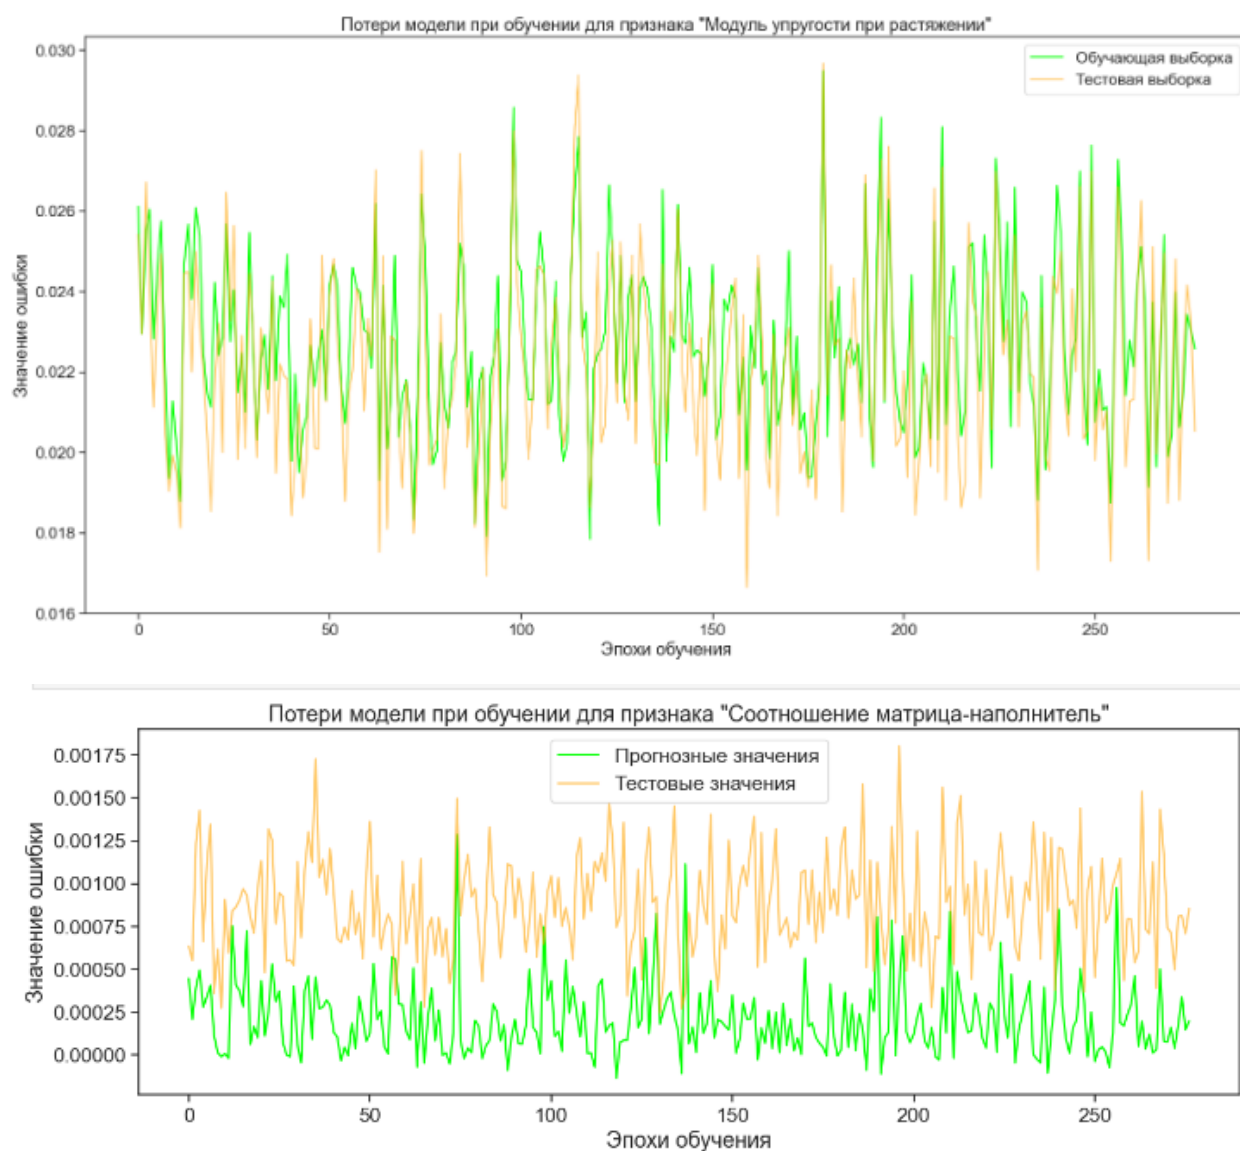 Потери модели при обучении для признака "Модуль упругости при растяжении"
Обучающая выборка
Тестовая выборка
Значение ошибки
0.030
0.028
0.026
0.024
0.022
0.020
0.018
0.016
0
50
100
150
200
250
Эпохи обучения
Потери модели при обучении для признака "Соотношение матрица-наполнитель"
Прогнозные значения
Тестовые значения
Значение ошибки
0.00175
0.00150
0.00125
0.00100
0.00075
0.00050
0.00025
0.00000
0
50
100
150
200
250
Эпохи обучения